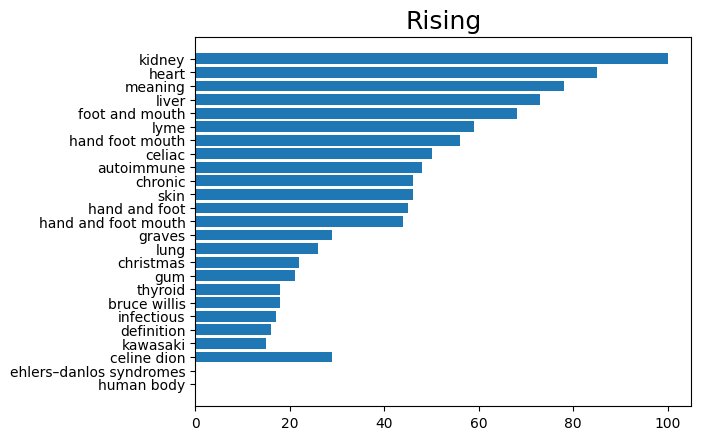 Rising
kidney
heart
meaning
liver
foot and mouth
lyme
hand foot mouth
celiac
autoimmune
chronic
skin
hand and foot
hand and foot mouth
graves
lung
christmas
gum
thyroid
bruce willis
infectious
definition
kawasaki
celine dion
ehlers–danlos syndromes
human body
0 20 40 60 80 100